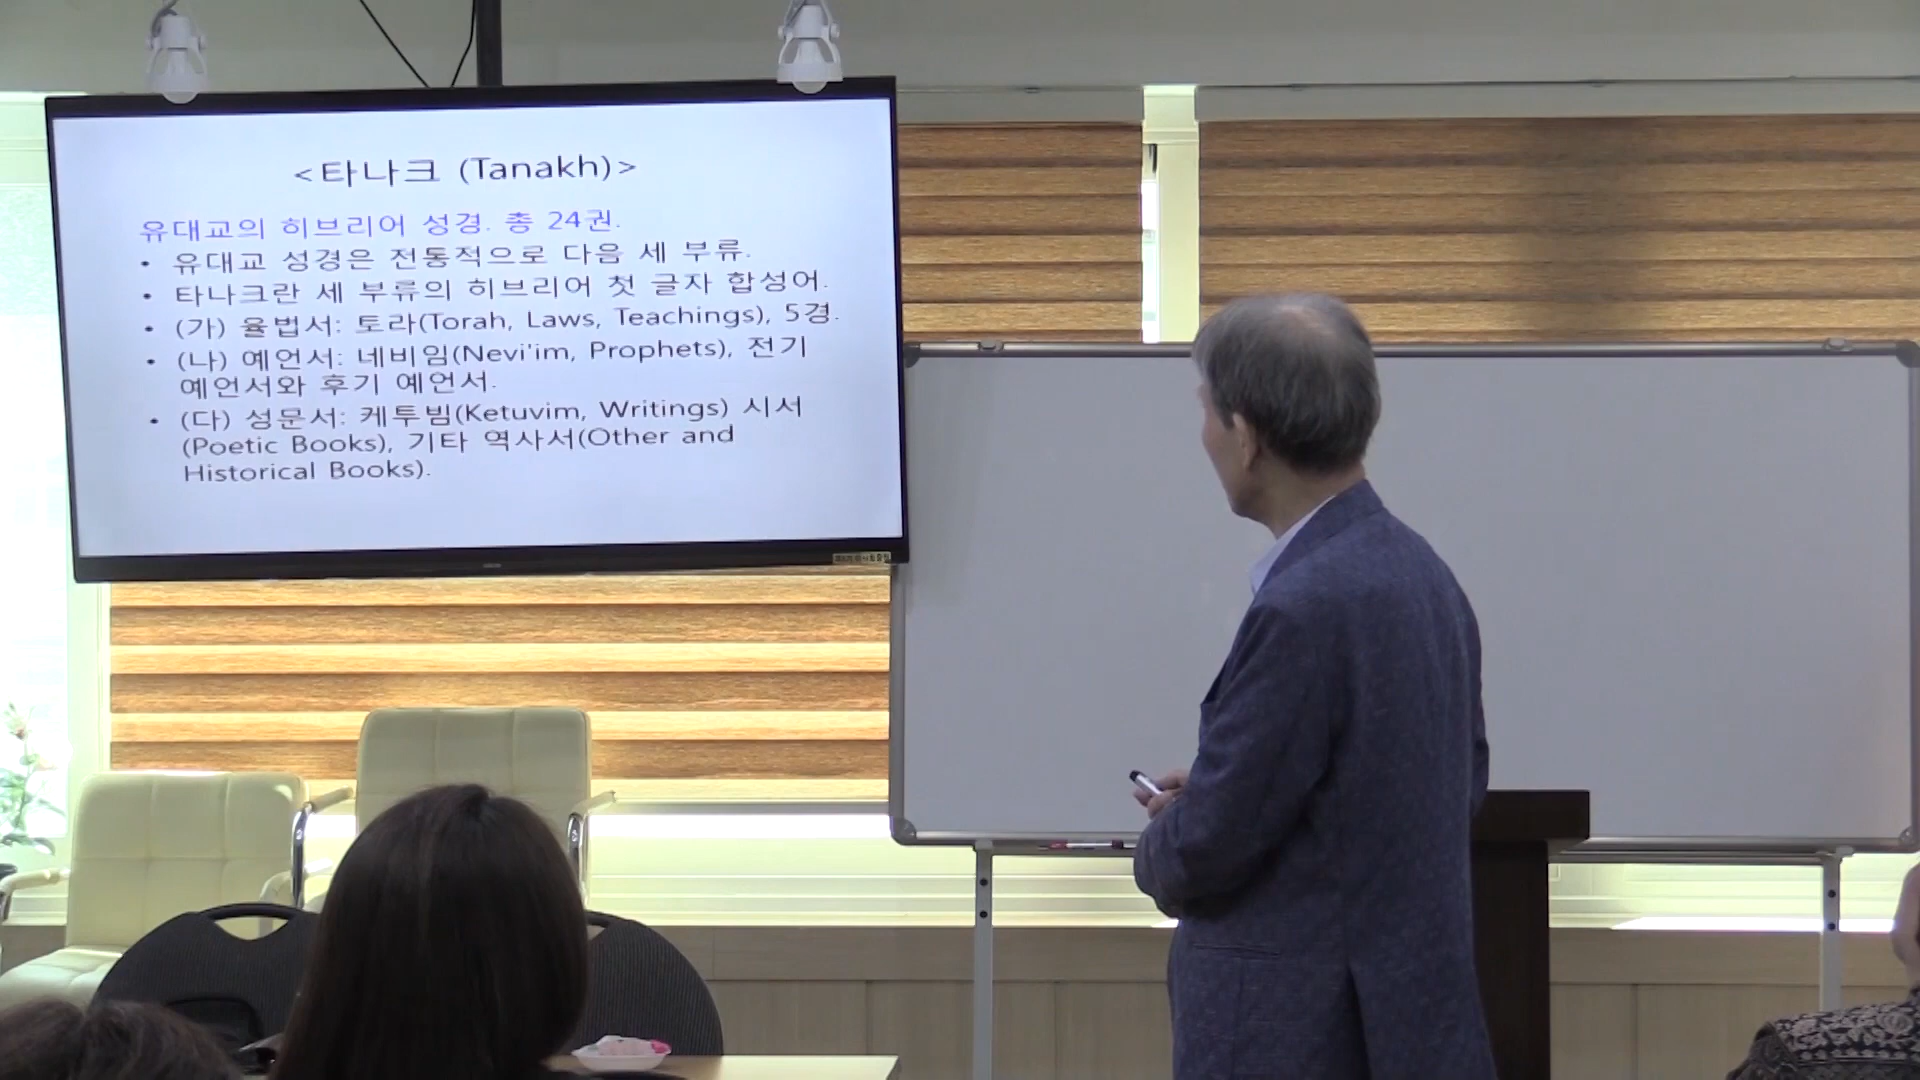 <타나크 (Tanakh)>
유대교의 히브리어 성경. 총 24권.
• 유대교 성경은 전통적으로 다음 세 부류.
• 타나크란 세 부류의 히브리어 첫 글자 합성어.
• (가) 율법서: 토라(Torah, Laws, Teachings), 5경.
• (나) 예언서: 네비임(Nevi'im, Prophets), 전기
예언서와 후기 예언서.
• (다) 성문서: 케투빔(Ketuvim, Writings) 시서
(Poetic Books), 기타 역사서(Other and
Historical Books).